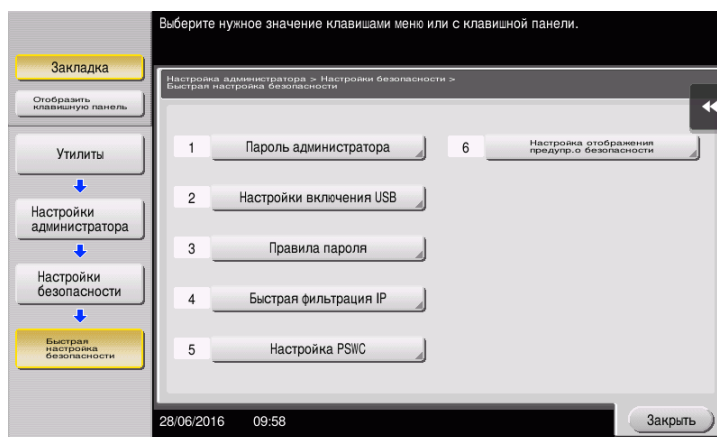 Выберите нужное значение клавишами меню или с клавишной панели.
Закладка
Отобразить
клавишную панель
Утилиты
Настройки
администратора
Настройки
безопасности
Быстрая
настройка
безопасности
Настройка администратора > Настройки безопасности >
Быстрая настройка безопасности
1 Пароль администратора
2 Настройки включения USB
3 Правила пароля
4 Быстрая фильтрация IP
5 Настройка PSWC
6 Настройка отображения
предупр.о безопасности
28/06/2016 09:58
Закрыть